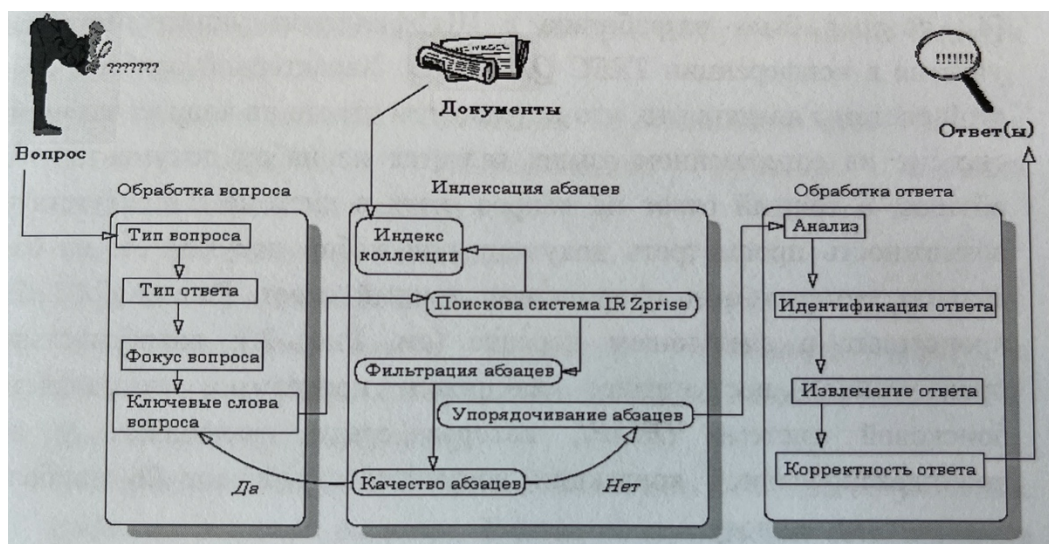 ???????
!!!!!!!
Документы
Ответ(ы)
Вопрос
Обработка вопроса
Тип вопроса
Тип ответа
Фокус вопроса
Ключевые слова
вопроса
Индексация абзацев
Индекс
коллекции
Поискова система IR Zprise
Фильтрация абзацев
Упорядочивание абзацев
Качество абзацев
Да
Нет
Обработка ответа
Анализ
Идентификация ответа
Извлечение ответа
Корректность ответа